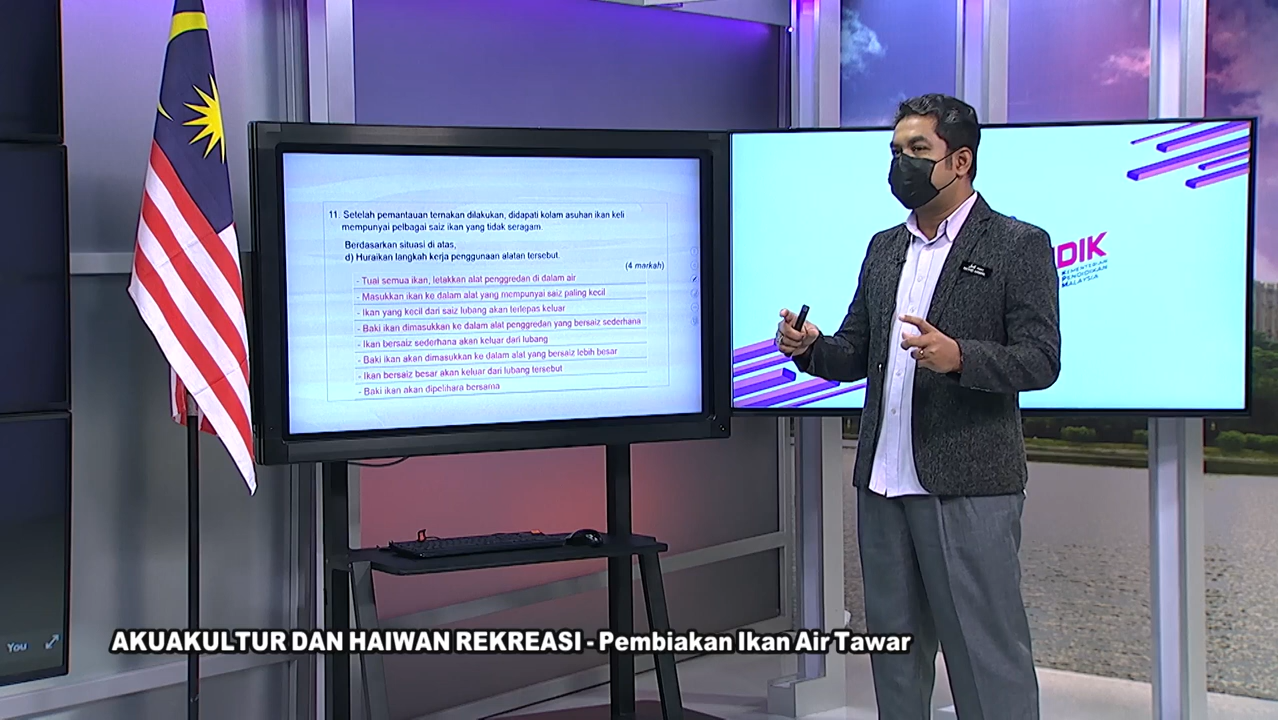 11. Setelah pemantauan ternakan dilakukan, didapati kolam asuhan ikan keli
mempunyai pelbagai saiz ikan yang tidak seragam.
Berdasarkan situasi di atas,
d) Huraikan langkah kerja penggunaan alatan tersebut.
(4 markah)
- Tuai semua ikan, letakkan alat penggredan di dalam air
- Masukkan ikan ke dalam alat yang mempunyai saiz paling kecil
- Ikan yang kecil dari saiz lubang akan terlepas keluar
- Baki ikan dimasukkan ke dalam alat penggredan yang bersaiz sederhana
- Ikan bersaiz sederhana akan keluar dari lubang
- Baki ikan akan dimasukkan ke dalam alat yang bersaiz lebih besar
- Ikan bersaiz besar akan keluar dari lubang tersebut
- Baki ikan akan dipelihara bersama
DIK
KEMENTERIAN
PENDIDIKAN
MALAYSIA
You
AKUAKULTUR DAN HAIWAN REKREASI - Pembiakan Ikan Air Tawar